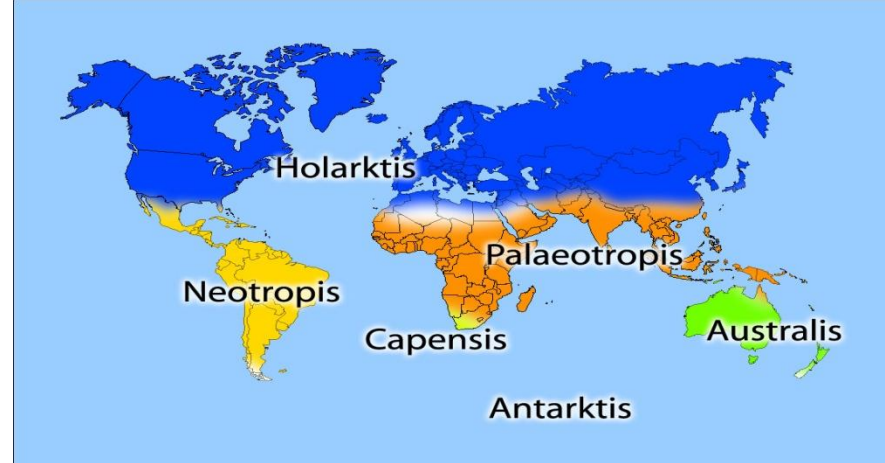 Holarktis
Palaeotropis
Neotropis
Capensis
Australis
Antarktis